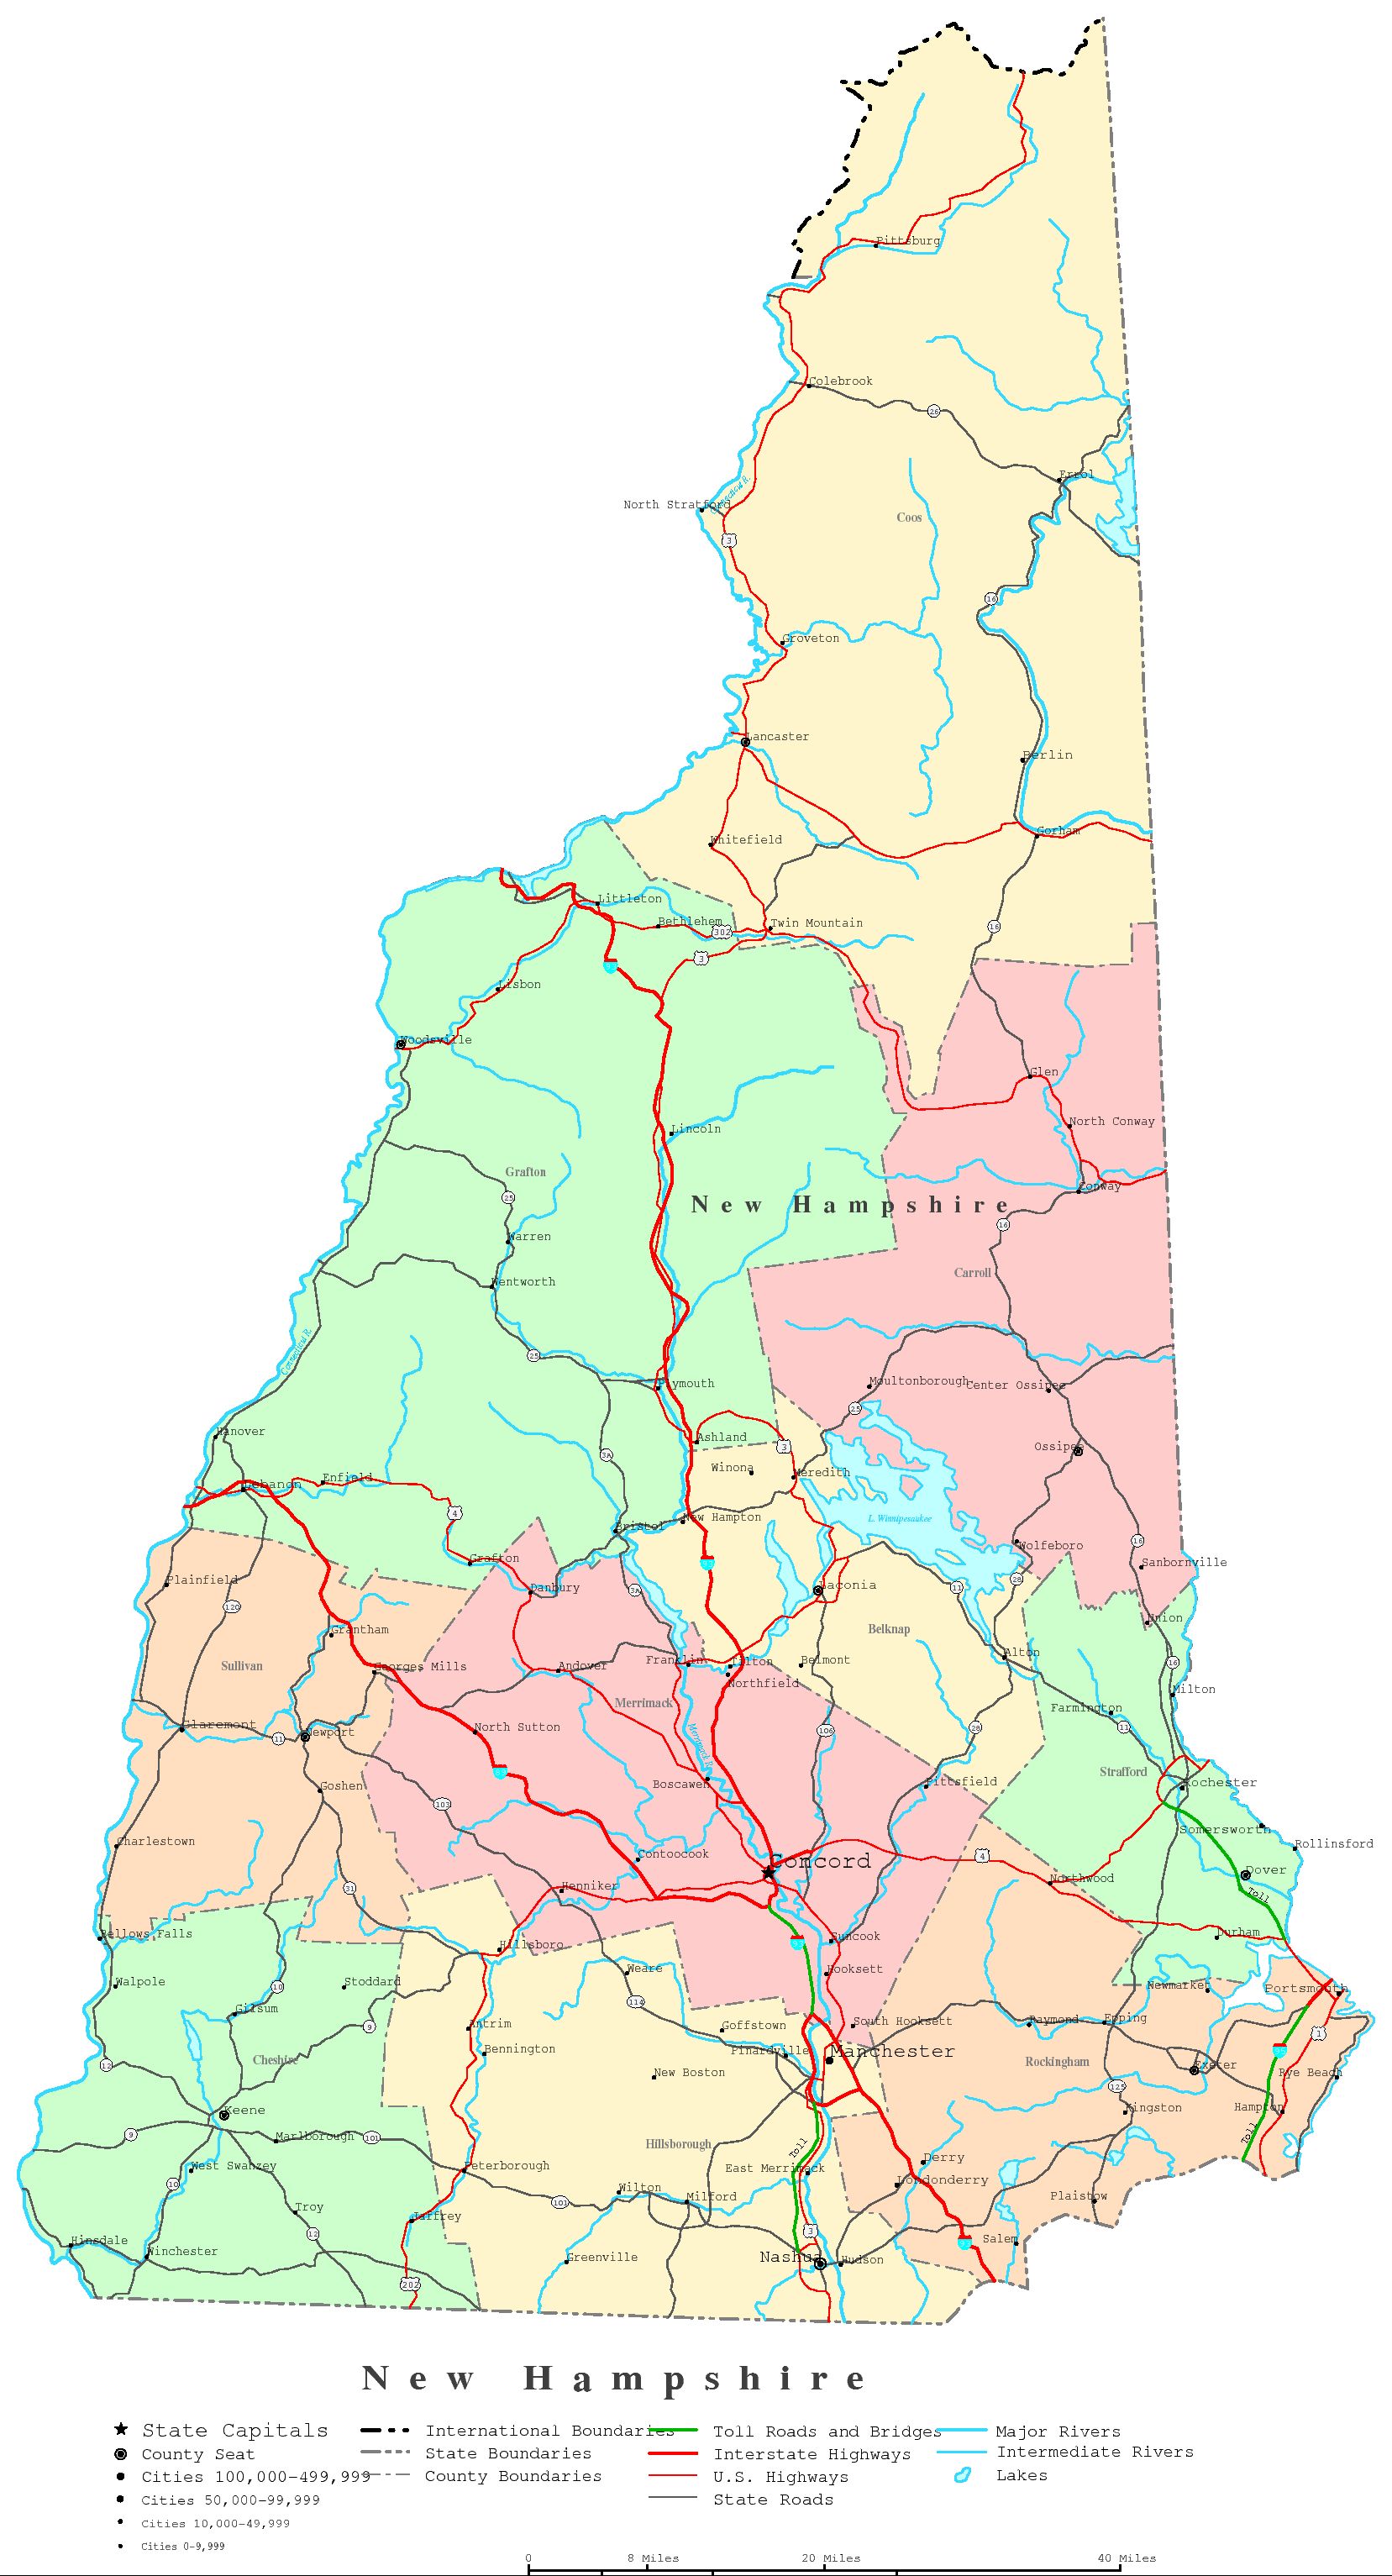 Pittsburg
Colebrook
26
Errol
North Stratford
Connecticut R.
Coos
3
16
Groveton
Lancaster
Berlin
Whitefield
Gorham
Littleton
Bethlehem
302
Twin Mountain
16
3
Lisbon
Woodsville
Glen
Lincoln
North Conway
Grafton
Conway
25
New Hampshire
16
Warren
Carroll
Wentworth
Connecticut R.
25
Plymouth
Moultonborough
Center Ossipee
25
Hanover
Ashland
3
Ossipee
3A
Winona
Meredith
Lebanon
Enfield
4
L. Winnipesaukee
New Hampton
Bristol
16
Wolfeboro
Grafton
Sanbornville
Plainfield
Danbury
3A
Laconia
11
28
120
Union
Grantham
Belknap
Sullivan
Georges Mills
Andover
Franklin
Tilton
Belmont
Alton
16
Northfield
Milton
Merrimack
Farmington
Claremont
11
Newport
North Sutton
Merrimack R.
106
28
11
Strafford
Goshen
Boscawen
Pittsfield
Rochester
103
Somersworth
Charlestown
Rollinsford
Contoocook
Concord
4
Dover
Henniker
Northwood
31
Toll
Bellows Falls
Hillsboro
Suncook
Durham
Walpole
Stoddard
10
Weare
Hooksett
Newmarket
Portsmouth
114
Gilsum
9
Antrim
Goffstown
South Hooksett
Raymond
Epping
1
Bennington
Pinardville
Manchester
Cheshire
12
New Boston
Rockingham
Exeter
Rye Beach
125
Keene
Kingston
Hampton
9
Marlborough
101
Hillsborough
Toll
Toll
West Swanzey
Peterborough
East Merrimack
Derry
10
Londonderry
101
Wilton
Milford
Plaistow
Troy
Jaffrey
12
3
Hinsdale
Salem
Winchester
Greenville
Nashua
Hudson
202
New Hampshire
State Capitals
County Seat
Cities 100,000-499,999
Cities 50,000-99,999
Cities 10,000-49,999
Cities 0-9,999
International Boundaries
State Boundaries
County Boundaries
Toll Roads and Bridges
Interstate Highways
U.S. Highways
State Roads
Major Rivers
Intermediate Rivers
Lakes
0
8 Miles
20 Miles
40 Miles